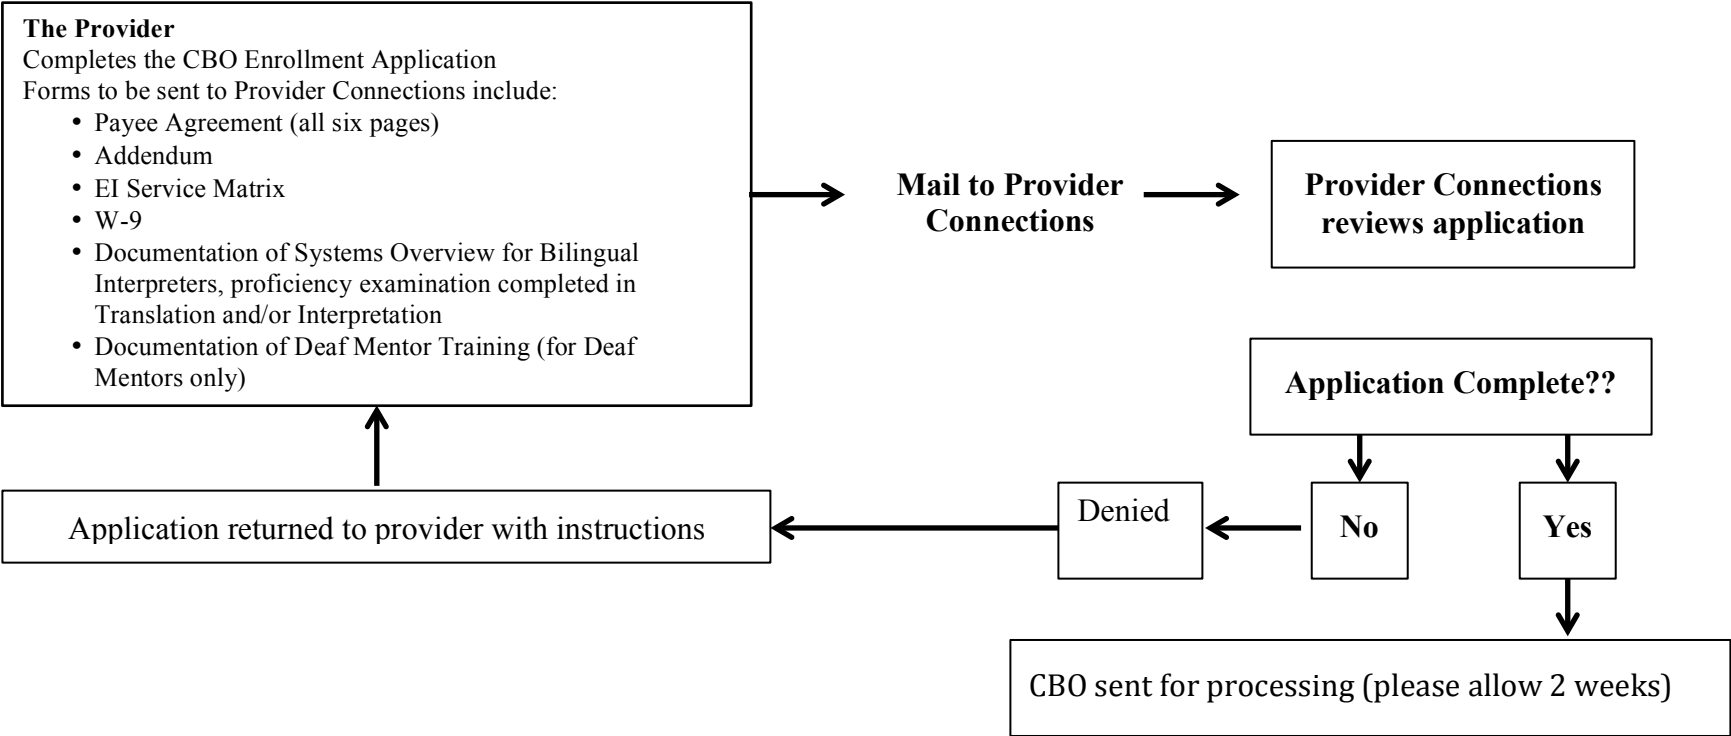 The Provider
Completes the CBO Enrollment Application
Forms to be sent to Provider Connections include:
• Payee Agreement (all six pages)
• Addendum
• EI Service Matrix
• W-9
• Documentation of Systems Overview for Bilingual
Interpreters, proficiency examination completed in
Translation and/or Interpretation
• Documentation of Deaf Mentor Training (for Deaf
Mentors only)
Mail to Provider
Connections
Provider Connections
reviews application
Application Complete??
No
Yes
Denied
Application returned to provider with instructions
CBO sent for processing (please allow 2 weeks)